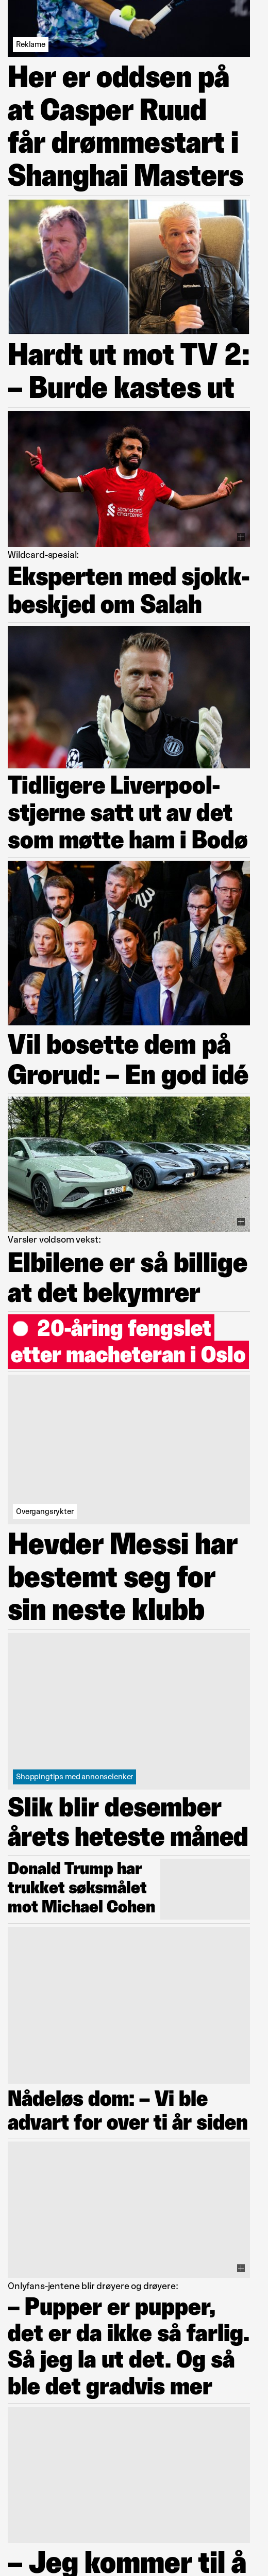 Reklame
Her er oddsen på
at Casper Ruud
får drømmestart i
Shanghai Masters
Hardt ut mot TV 2:
– Burde kastes ut
standard
chartered
Wildcard-spesial:
Eksperten med sjokk-
beskjed om Salah
Tidligere Liverpool-
stjerne satt ut av det
som møtte ham i Bodø
Vil bosette dem på
Grorud: – En god idé
Varsler voldsom vekst:
Elbilene er så billige
at det bekymrer
20-åring fengslet
etter macheteran i Oslo
Overgangsrykter
Hevder Messi har
bestemt seg for
sin neste klubb
Shoppingtips med annonselenker
Slik blir desember
årets heteste måned
Donald Trump har
trukket søksmålet
mot Michael Cohen
Nådeløs dom: – Vi ble
advart for over ti år siden
Onlyfans-jentene blir drøyere og drøyere:
– Pupper er pupper,
det er da ikke så farlig.
Så jeg la ut det. Og så
ble det gradvis mer
– Jeg kommer til å